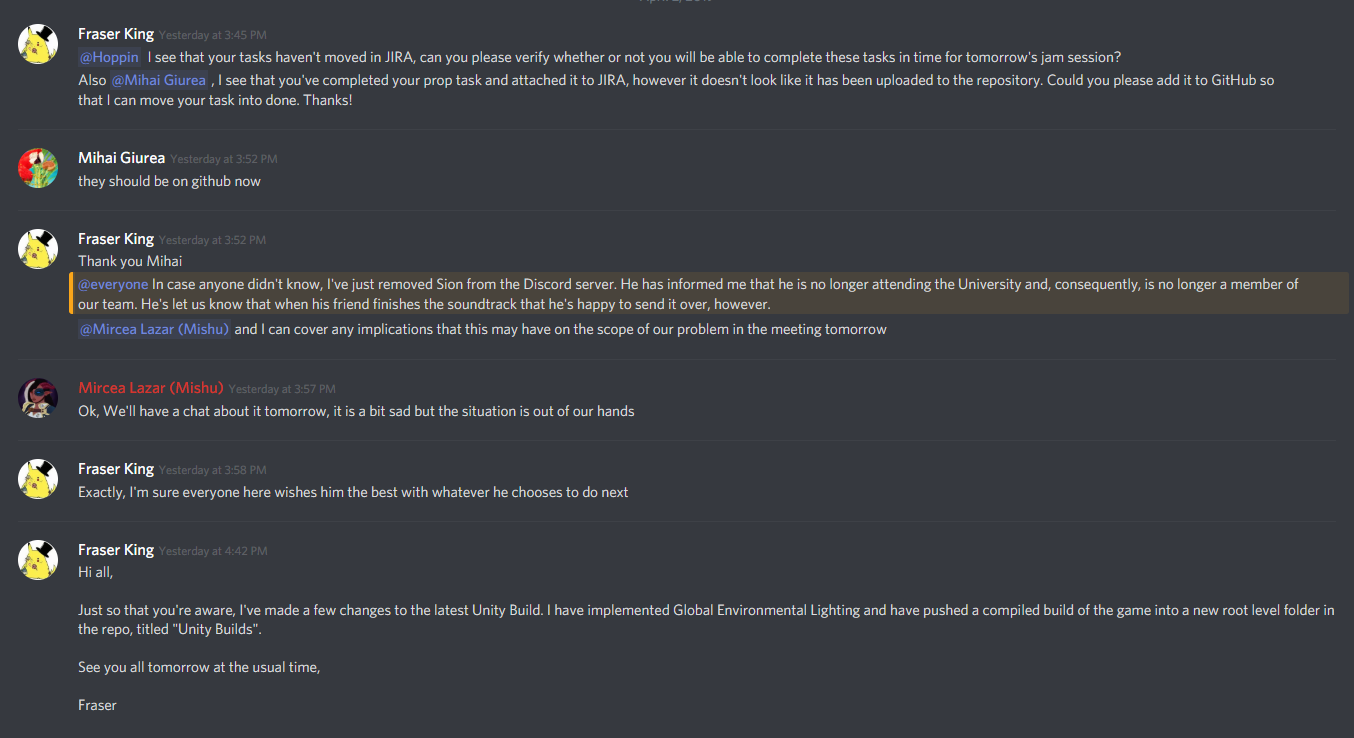 Fraser King Yesterday at 3:45 PM
@Hoppin I see that your tasks haven't moved in JIRA, can you please verify whether or not you will be able to complete these tasks in time for tomorrow's jam session?
Also @Mihai Giurea , I see that you've completed your prop task and attached it to JIRA, however it doesn't look like it has been uploaded to the repository. Could you please add it to GitHub so
that I can move your task into done. Thanks!
Mihai Giurea Yesterday at 3:52 PM
they should be on github now
Fraser King Yesterday at 3:52 PM
Thank you Mihai
@everyone In case anyone didn't know, I've just removed Sion from the Discord server. He has informed me that he is no longer attending the University and, consequently, is no longer a member of
our team. He's let us know that when his friend finishes the soundtrack that he's happy to send it over, however.
@Mircea Lazar (Mishu) and I can cover any implications that this may have on the scope of our problem in the meeting tomorrow
Mircea Lazar (Mishu) Yesterday at 3:57 PM
Ok, We'll have a chat about it tomorrow, it is a bit sad but the situation is out of our hands
Fraser King Yesterday at 3:58 PM
Exactly, I'm sure everyone here wishes him the best with whatever he chooses to do next
Fraser King Yesterday at 4:42 PM
Hi all,
Just so that you're aware, I've made a few changes to the latest Unity Build. I have implemented Global Environmental Lighting and have pushed a compiled build of the game into a new root level folder in
the repo, titled "Unity Builds".
See you all tomorrow at the usual time,
Fraser